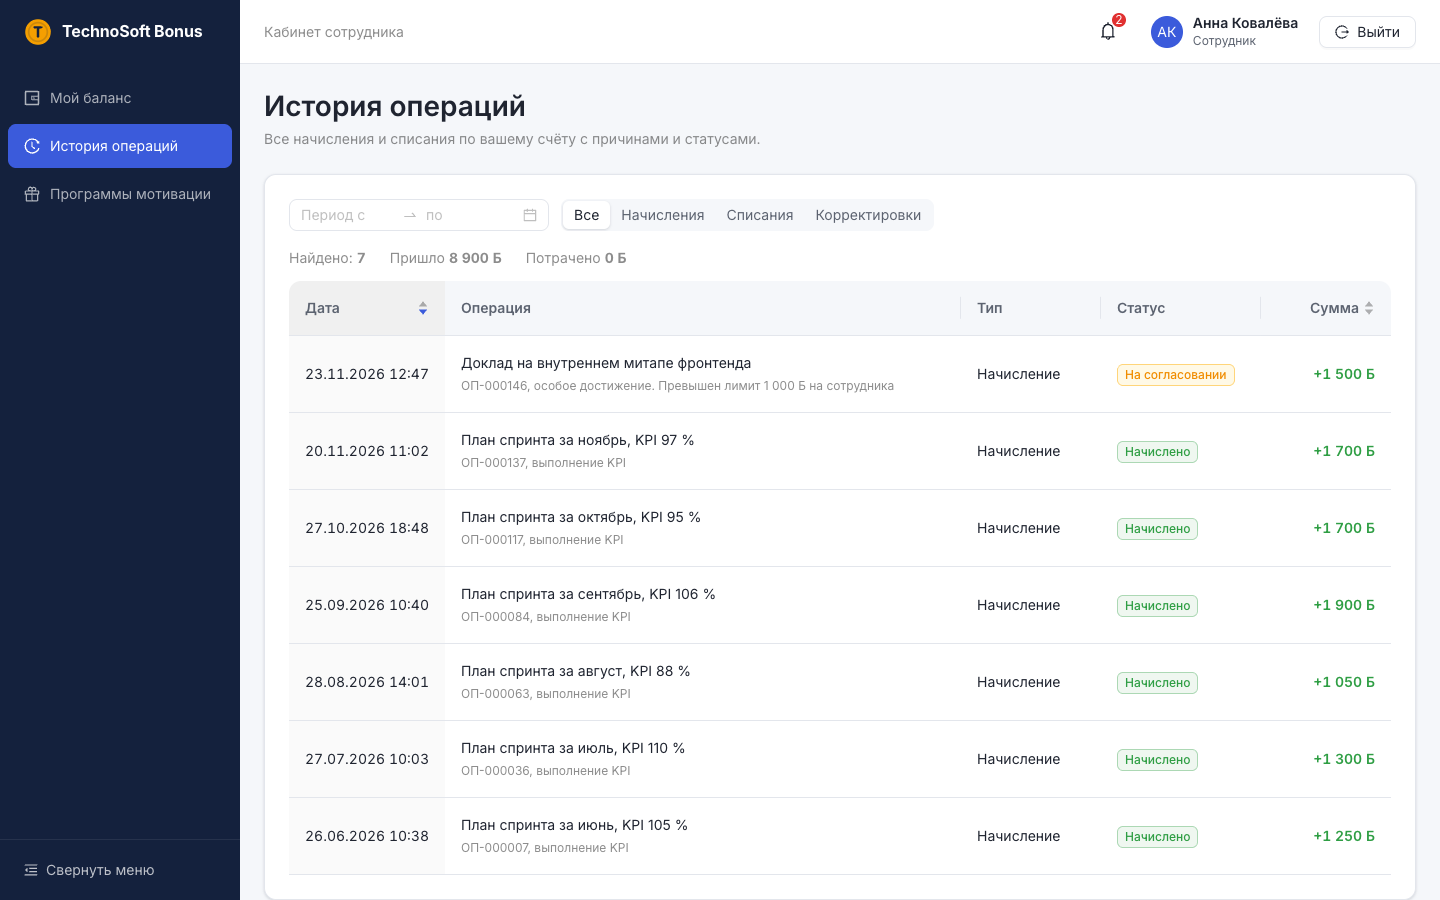 TechnoSoft Bonus
Кабинет сотрудника
2
АК
Анна Ковалёва
Сотрудник
Выйти
Мой баланс
История операций
Программы мотивации
Свернуть меню
История операций
Все начисления и списания по вашему счёту с причинами и статусами.
Период с по
Все Начисления Списания Корректировки
Найдено: 7 Пришло 8 900 Б Потрачено 0 Б
Дата Операция Тип Статус Сумма
23.11.2026 12:47 Доклад на внутреннем митапе фронтенда Начисление На согласовании +1 500 Б
ОП-000146, особое достижение. Превышен лимит 1 000 Б на сотрудника
20.11.2026 11:02 План спринта за ноябрь, KPI 97 % Начисление Начислено +1 700 Б
ОП-000137, выполнение KPI
27.10.2026 18:48 План спринта за октябрь, KPI 95 % Начисление Начислено +1 700 Б
ОП-000117, выполнение KPI
25.09.2026 10:40 План спринта за сентябрь, KPI 106 % Начисление Начислено +1 900 Б
ОП-000084, выполнение KPI
28.08.2026 14:01 План спринта за август, KPI 88 % Начисление Начислено +1 050 Б
ОП-000063, выполнение KPI
27.07.2026 10:03 План спринта за июль, KPI 110 % Начисление Начислено +1 300 Б
ОП-000036, выполнение KPI
26.06.2026 10:38 План спринта за июнь, KPI 105 % Начисление Начислено +1 250 Б
ОП-000007, выполнение KPI